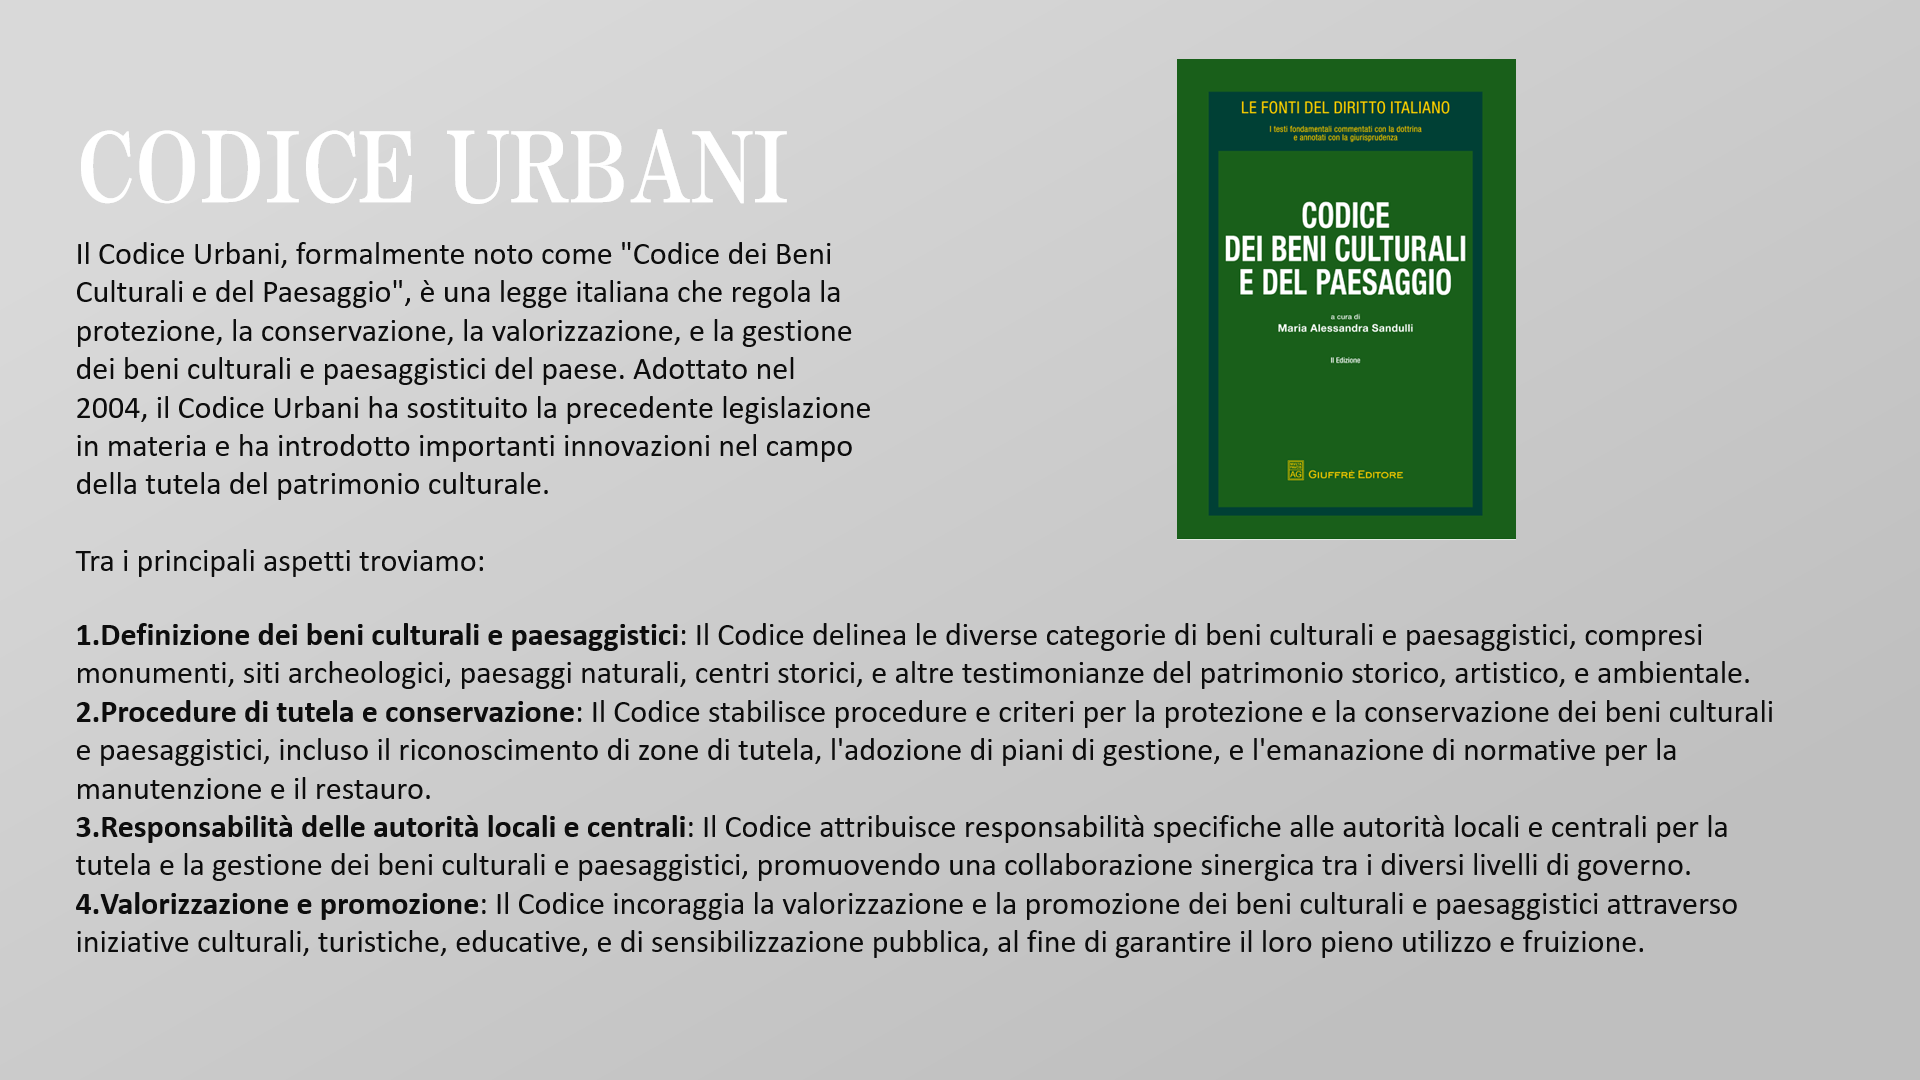 CODICE URBANI
Il Codice Urbani, formalmente noto come "Codice dei Beni
Culturali e del Paesaggio", è una legge italiana che regola la
protezione, la conservazione, la valorizzazione, e la gestione
dei beni culturali e paesaggistici del paese. Adottato nel
2004, il Codice Urbani ha sostituito la precedente legislazione
in materia e ha introdotto importanti innovazioni nel campo
della tutela del patrimonio culturale.
Tra i principali aspetti troviamo:
LE FONTI DEL DIRITTO ITALIANO
I testi fondamentali commentati con la dottrina
e annotati con la giurisprudenza
CODICE
DEI BENI CULTURALI
E DEL PAESAGGIO
a cura di
Maria Alessandra Sandulli
II Edizione
GIUFFRÈ EDITORE
1.Definizione dei beni culturali e paesaggistici: Il Codice delinea le diverse categorie di beni culturali e paesaggistici, compresi
monumenti, siti archeologici, paesaggi naturali, centri storici, e altre testimonianze del patrimonio storico, artistico, e ambientale.
2.Procedure di tutela e conservazione: Il Codice stabilisce procedure e criteri per la protezione e la conservazione dei beni culturali
e paesaggistici, incluso il riconoscimento di zone di tutela, l'adozione di piani di gestione, e l'emanazione di normative per la
manutenzione e il restauro.
3.Responsabilità delle autorità locali e centrali: Il Codice attribuisce responsabilità specifiche alle autorità locali e centrali per la
tutela e la gestione dei beni culturali e paesaggistici, promuovendo una collaborazione sinergica tra i diversi livelli di governo.
4.Valorizzazione e promozione: Il Codice incoraggia la valorizzazione e la promozione dei beni culturali e paesaggistici attraverso
iniziative culturali, turistiche, educative, e di sensibilizzazione pubblica, al fine di garantire il loro pieno utilizzo e fruizione.